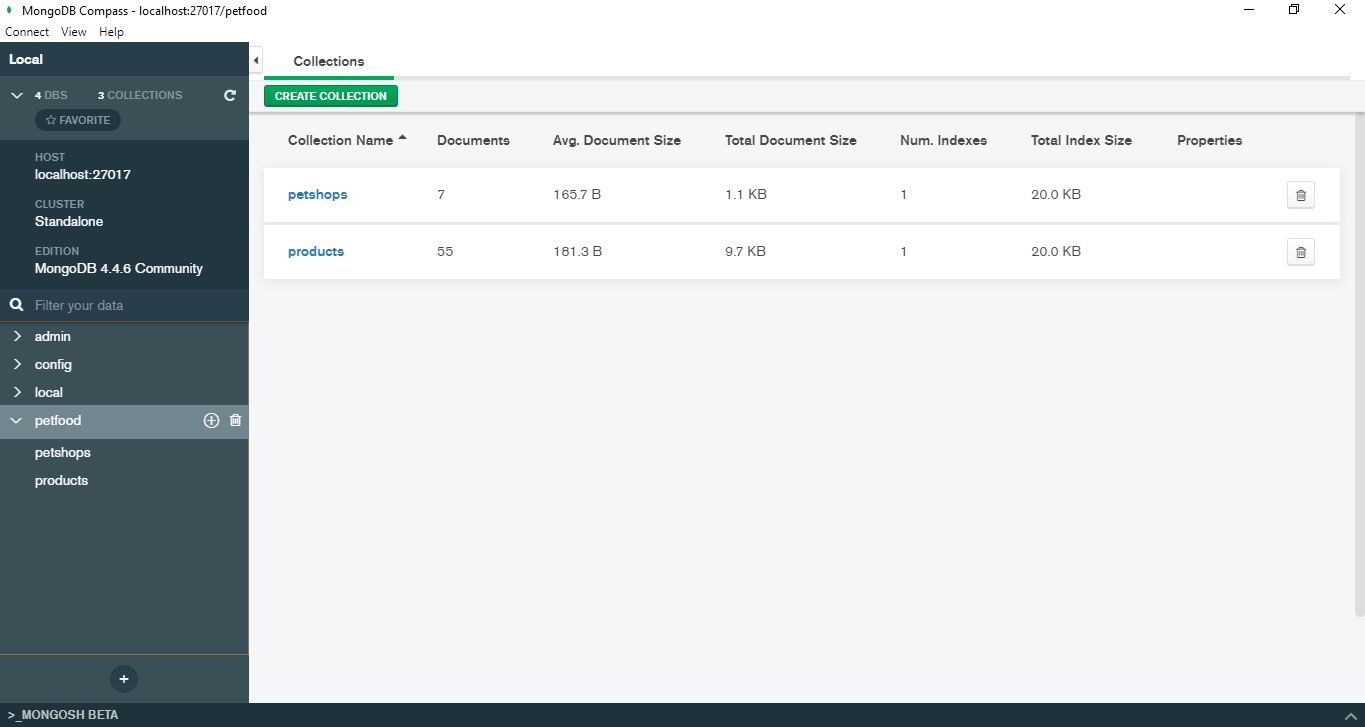 MongoDB Compass - localhost:27017/petfood
Connect View Help
Local
4 DBS 3 COLLECTIONS
FAVORITE
HOST
localhost:27017
CLUSTER
Standalone
EDITION
MongoDB 4.4.6 Community
Filter your data
admin
config
local
petfood
petshops
products
>_MONGOSH BETA
Collections
CREATE COLLECTION
Collection Name Documents Avg. Document Size Total Document Size Num. Indexes Total Index Size Properties
petshops 7 165.7 B 1.1 KB 1 20.0 KB
products 55 181.3 B 9.7 KB 1 20.0 KB